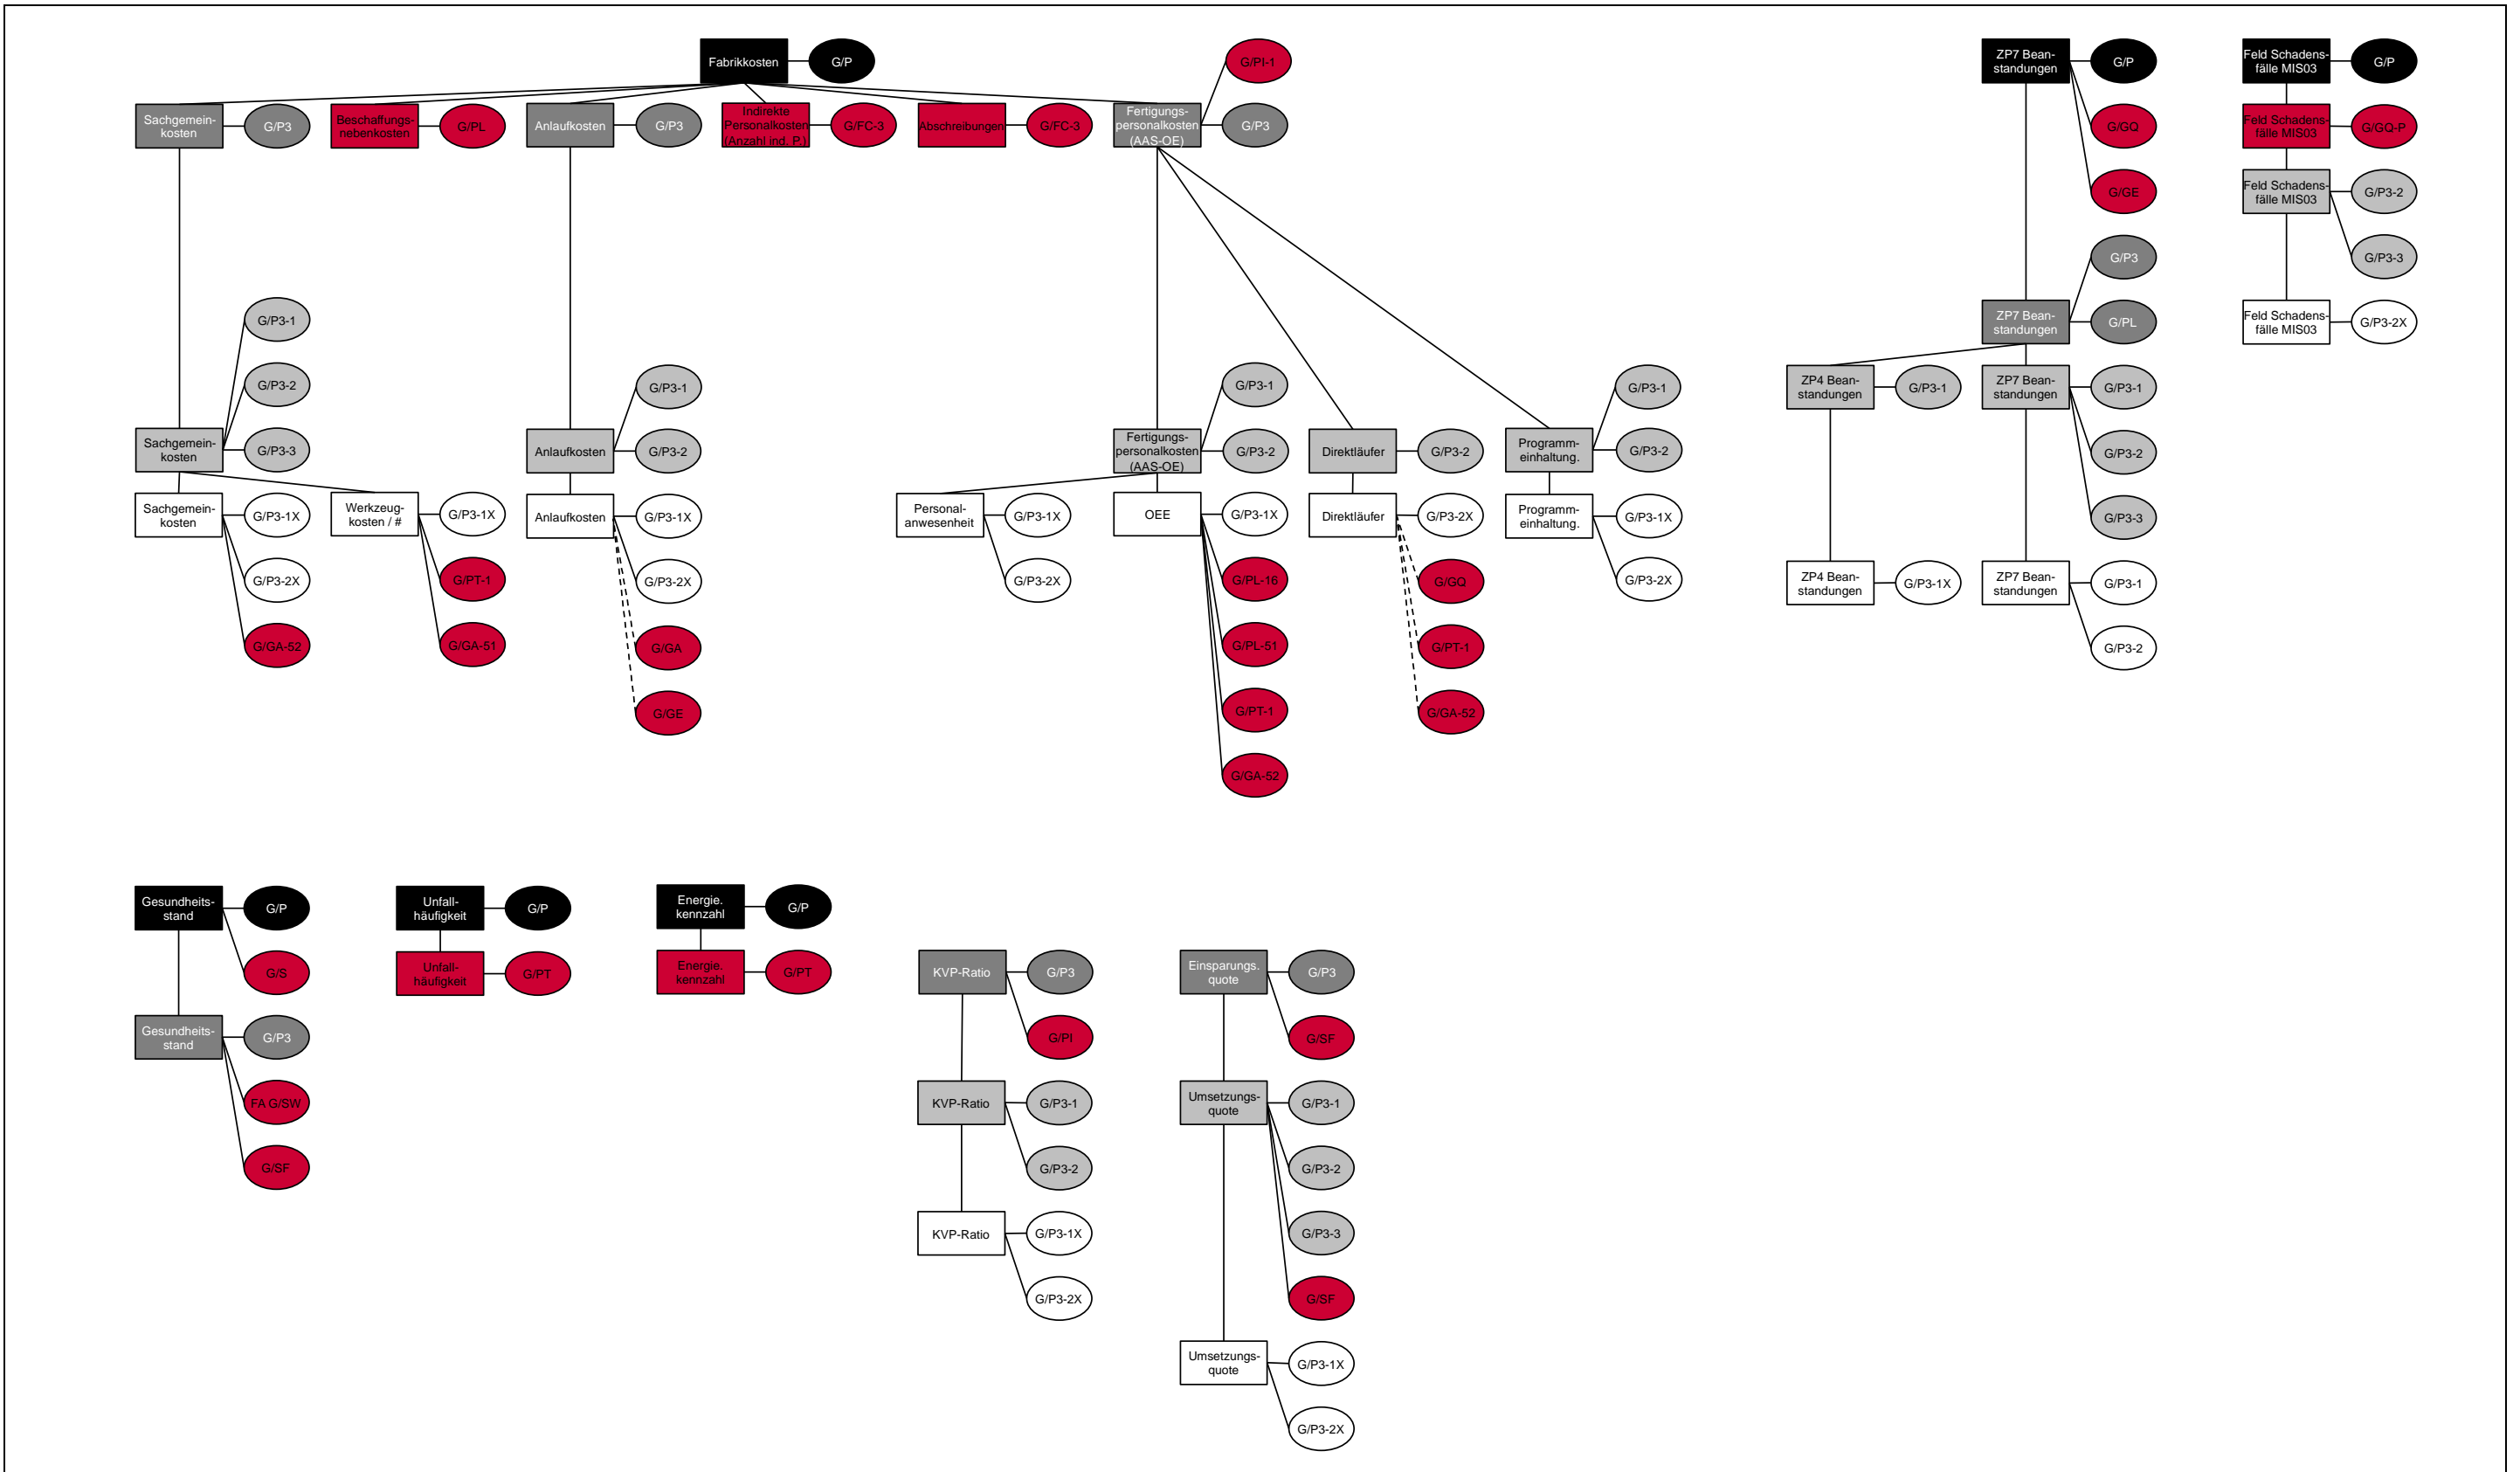 Fabrikkosten
G/P
G/PI-1
ZP7 Bean-
standungen
G/P
Feld Schadens-
fälle MIS03
G/P
Sachgemein-
kosten
G/P3
Beschaffungs-
nebenkosten
G/PL
Anlaufkosten
G/P3
Indirekte
Personalkosten
(Anzahl ind. P.)
G/FC-3
Abschreibungen
G/FC-3
Fertigungs-
personalkosten
(AAS-OE)
G/P3
G/GQ
Feld Schadens-
fälle MIS03
G/GQ-P
G/GE
Feld Schadens-
fälle MIS03
G/P3-2
G/P3
G/P3-3
G/P3-1
ZP7 Bean-
standungen
G/PL
Feld Schadens-
fälle MIS03
G/P3-2X
G/P3-2
G/P3-1
G/P3-1
G/P3-1
ZP4 Bean-
standungen
G/P3-1
ZP7 Bean-
standungen
G/P3-1
Sachgemein-
kosten
G/P3-3
Anlaufkosten
G/P3-2
Fertigungs-
personalkosten
(AAS-OE)
G/P3-2
Direktläufer
G/P3-2
Programm-
einhaltung.
G/P3-2
G/P3-2
Sachgemein-
kosten
G/P3-1X
Werkzeug-
kosten / #
G/P3-1X
Anlaufkosten
G/P3-1X
Personal-
anwesenheit
G/P3-1X
OEE
G/P3-1X
Direktläufer
G/P3-2X
Programm-
einhaltung.
G/P3-1X
G/P3-3
G/P3-2X
G/PT-1
G/P3-2X
G/P3-2X
G/PL-16
G/GQ
G/P3-2X
ZP4 Bean-
standungen
G/P3-1X
ZP7 Bean-
standungen
G/P3-1
G/GA-52
G/GA-51
G/GA
G/PL-51
G/PT-1
G/P3-2
G/GE
G/PT-1
G/GA-52
G/GA-52
Gesundheits-
stand
G/P
Unfall-
häufigkeit
G/P
Energie.
kennzahl
G/P
G/S
Unfall-
häufigkeit
G/PT
Energie.
kennzahl
G/PT
KVP-Ratio
G/P3
Einsparungs.
quote
G/P3
Gesundheits-
stand
G/P3
G/PI
G/SF
FA G/SW
KVP-Ratio
G/P3-1
Umsetzungs-
quote
G/P3-1
G/SF
G/P3-2
G/P3-2
KVP-Ratio
G/P3-1X
G/P3-3
G/P3-2X
G/SF
Umsetzungs-
quote
G/P3-1X
G/P3-2X